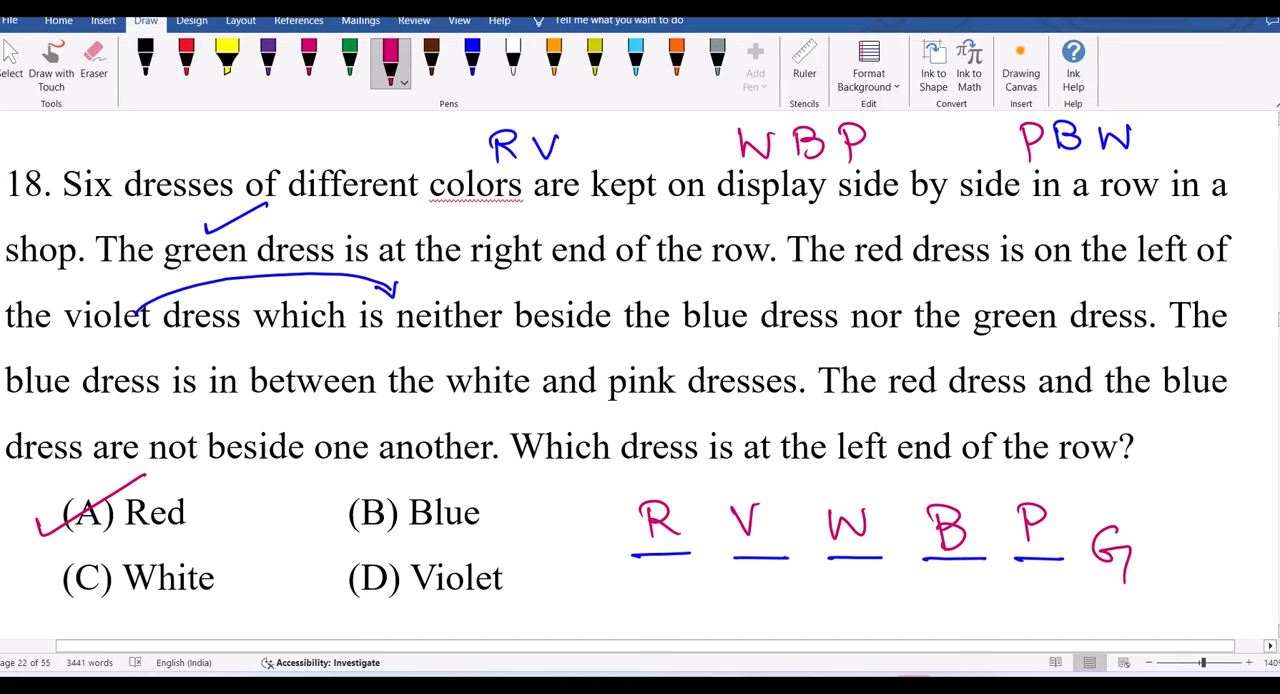 File Home Insert Draw Design Layout References Mailings Review View Help Tell me what you want to do
Select Draw with Touch Eraser Add Pen Ruler Format Background Ink to Shape Ink to Math Drawing Canvas Ink Help
Tools Pens Stencils Edit Convert Insert Help
R V W B P P B W
18. Six dresses of different colors are kept on display side by side in a row in a
shop. The green dress is at the right end of the row. The red dress is on the left of
the violet dress which is neither beside the blue dress nor the green dress. The
blue dress is in between the white and pink dresses. The red dress and the blue
dress are not beside one another. Which dress is at the left end of the row?
(A) Red (B) Blue
R V W B P G
(C) White (D) Violet
age 22 of 55 3441 words English (India) Accessibility: Investigate 140